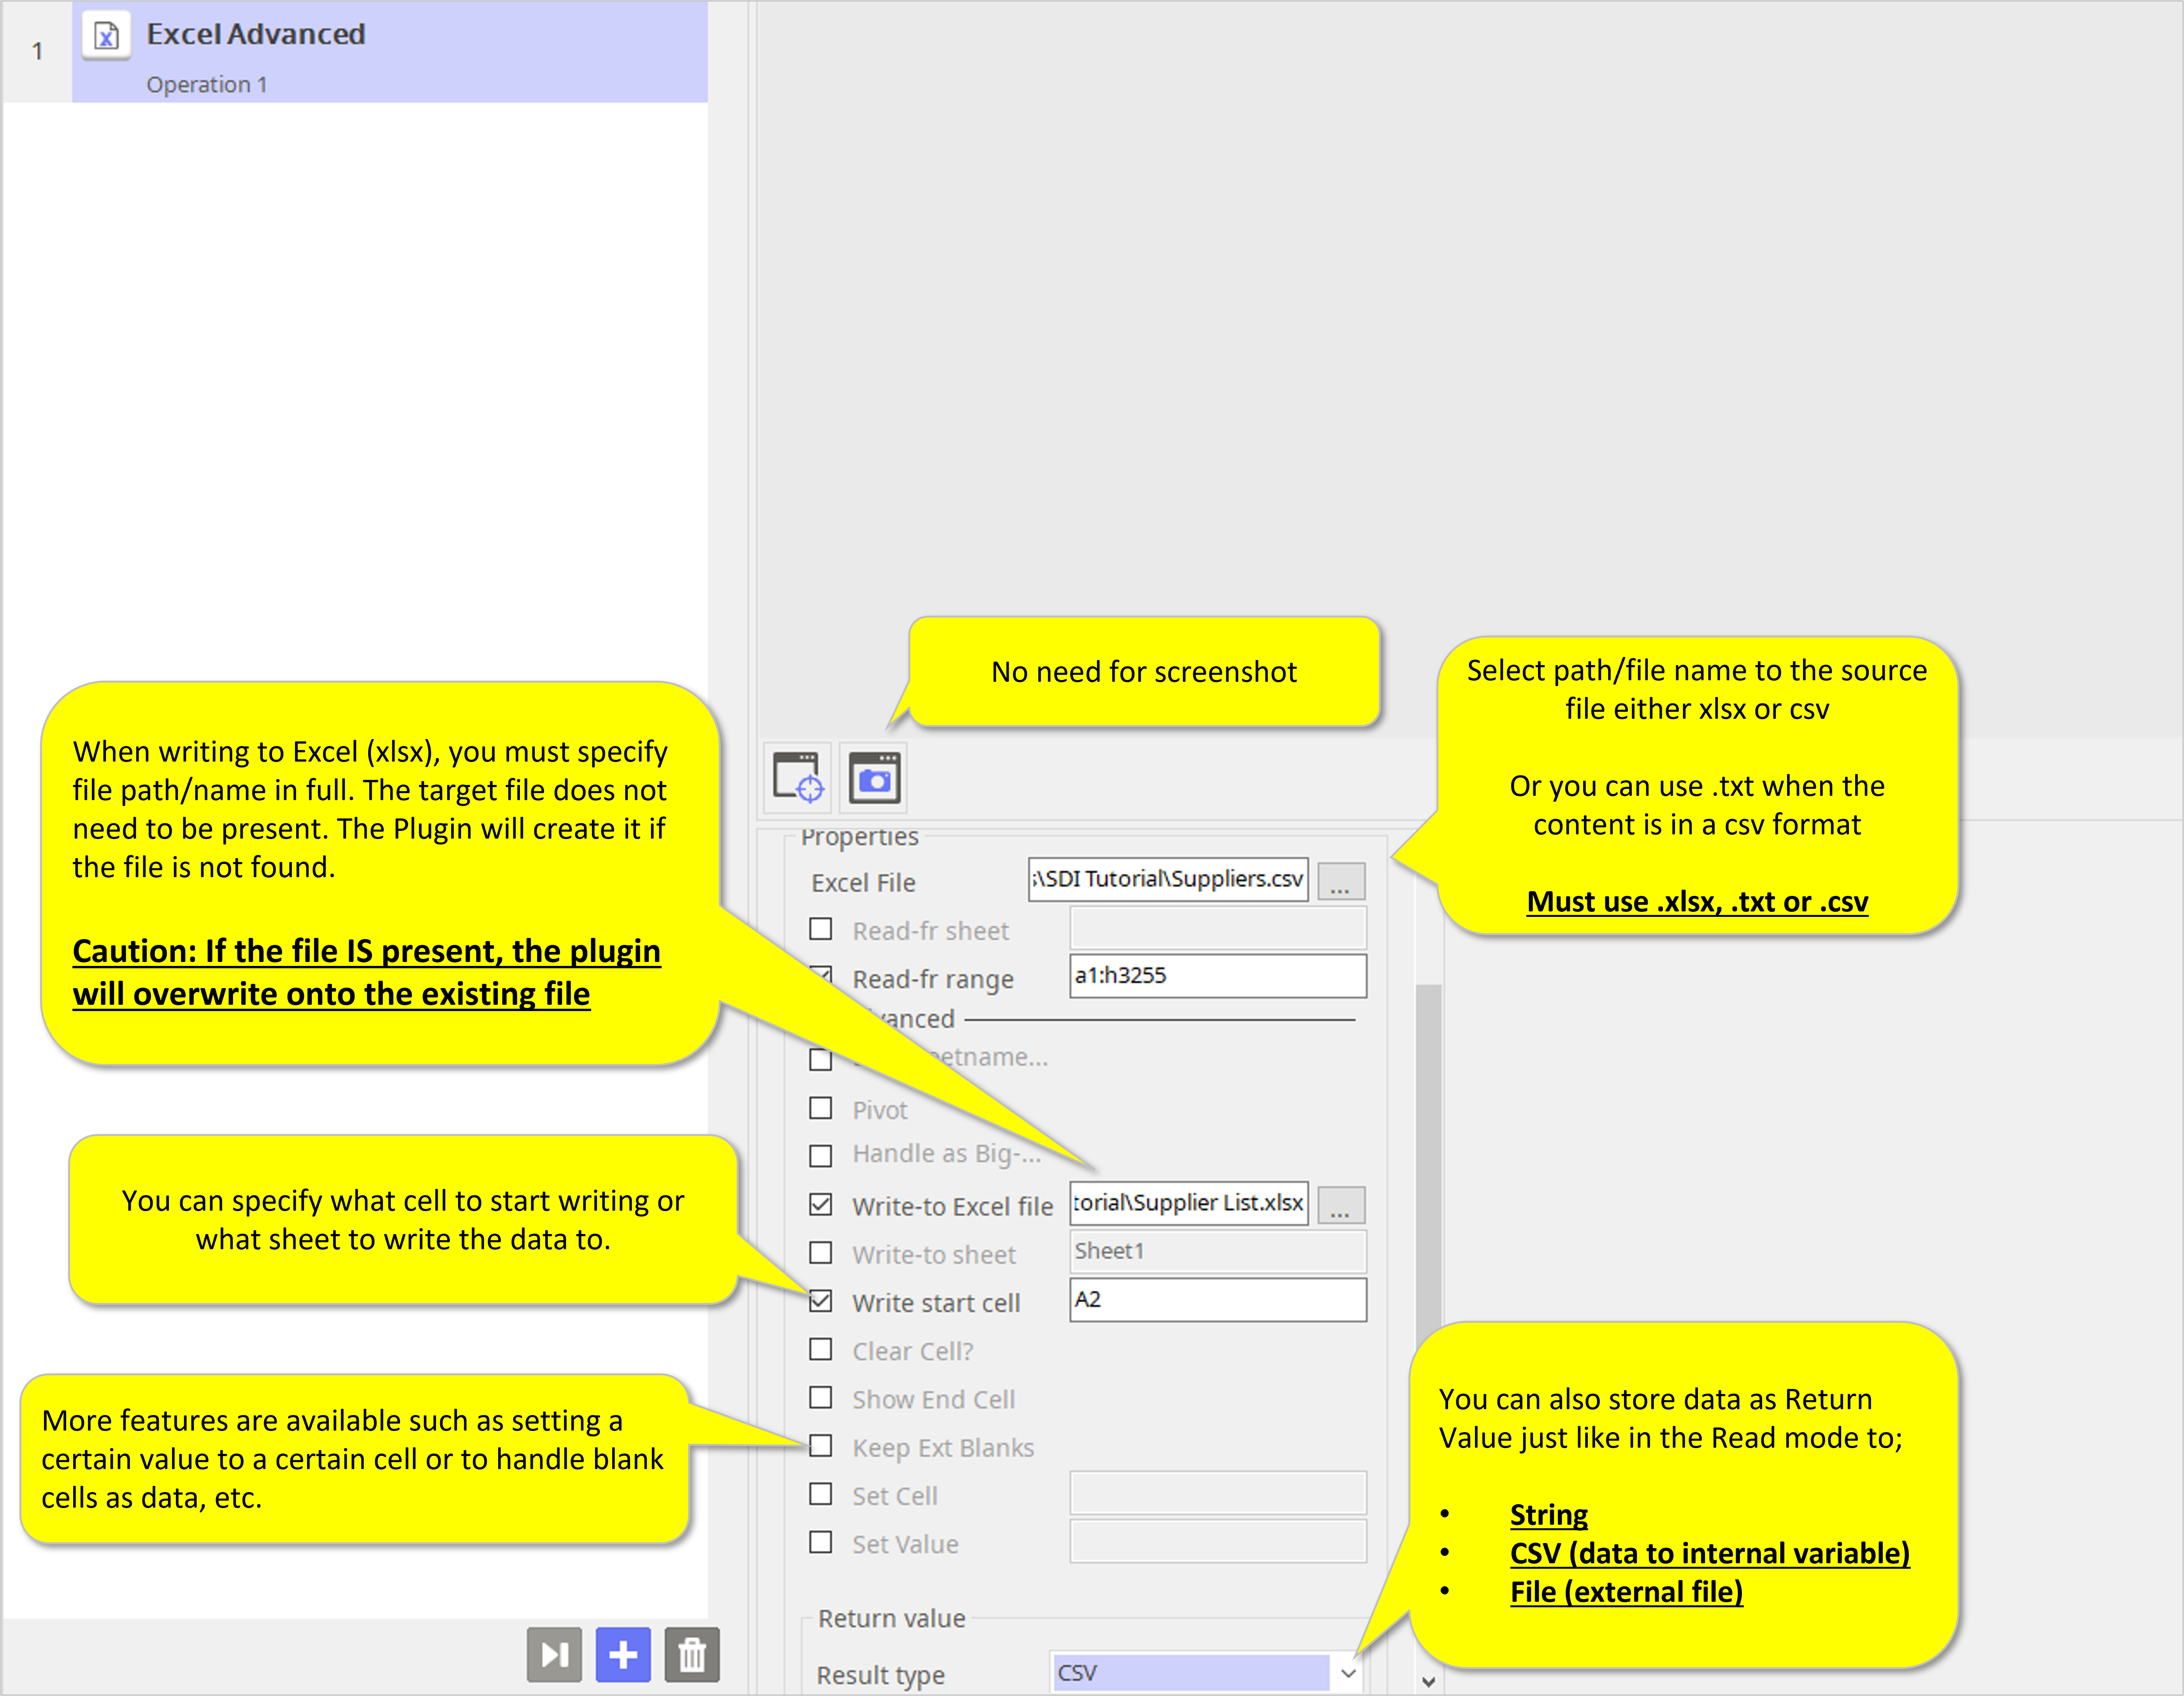 1
Excel Advanced
Operation 1
No need for screenshot
Select path/file name to the source
file either xlsx or csv
Or you can use .txt when the
content is in a csv format
Must use .xlsx, .txt or .csv
When writing to Excel (xlsx), you must specify
file path/name in full. The target file does not
need to be present. The Plugin will create it if
the file is not found.
Caution: If the file IS present, the plugin
will overwrite onto the existing file
You can specify what cell to start writing or
what sheet to write the data to.
More features are available such as setting a
certain value to a certain cell or to handle blank
cells as data, etc.
Properties
Excel File \SDI Tutorial\Suppliers.csv ...
Read-fr sheet
Read-fr range a1:h3255
vanced
etname...
Pivot
Handle as Big-...
Write-to Excel file torial\Supplier List.xlsx ...
Write-to sheet Sheet1
Write start cell A2
Clear Cell?
Show End Cell
Keep Ext Blanks
Set Cell
Set Value
Return value
Result type CSV
You can also store data as Return
Value just like in the Read mode to;
• String
• CSV (data to internal variable)
• File (external file)